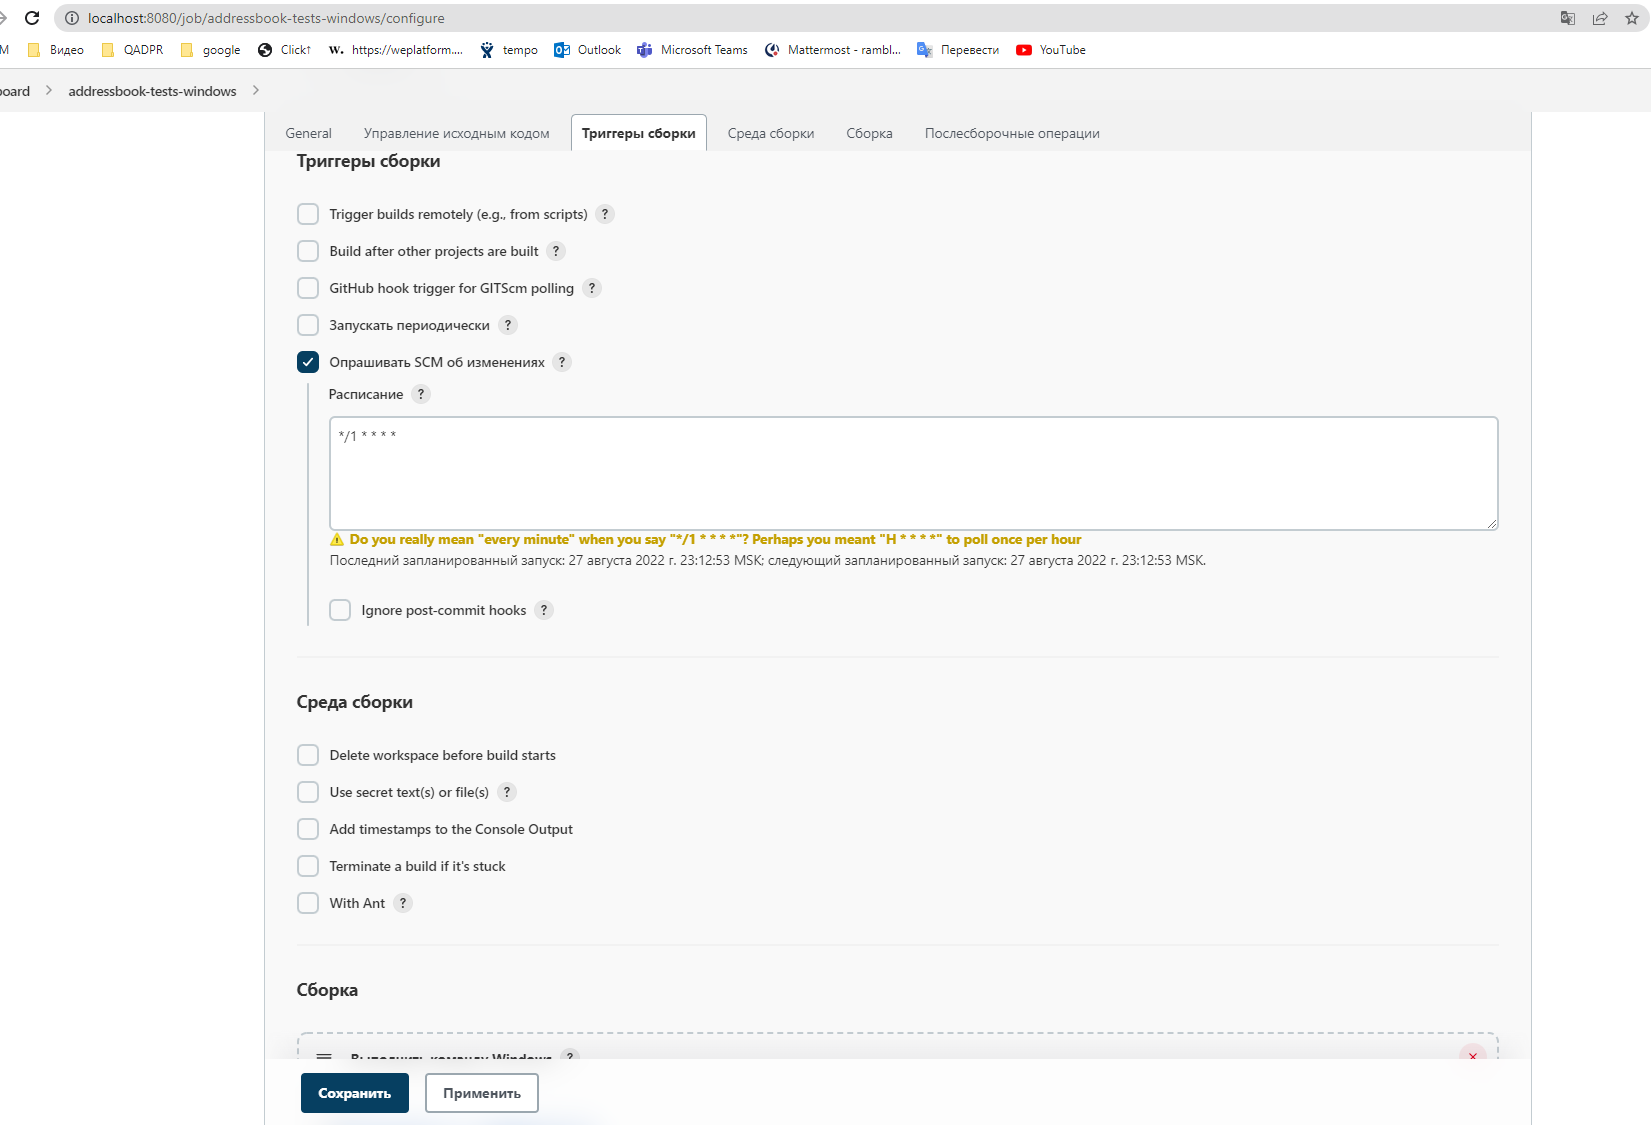 localhost:8080/job/addressbook-tests-windows/configure
М Видео QADPR google Click↑ https://weplatform.... tempo Outlook Microsoft Teams Mattermost - rambl... Перевести YouTube
board addressbook-tests-windows
General Управление исходным кодом Триггеры сборки Среда сборки Сборка Послесборочные операции
Триггеры сборки
Trigger builds remotely (e.g., from scripts) ?
Build after other projects are built ?
GitHub hook trigger for GITScm polling ?
Запускать периодически ?
Опрашивать SCM об изменениях ?
Расписание ?
*/1 * * * *
Do you really mean "every minute" when you say "*/1 * * * *"? Perhaps you meant "H * * * *" to poll once per hour
Последний запланированный запуск: 27 августа 2022 г. 23:12:53 MSK; следующий запланированный запуск: 27 августа 2022 г. 23:12:53 MSK.
Ignore post-commit hooks ?
Среда сборки
Delete workspace before build starts
Use secret text(s) or file(s) ?
Add timestamps to the Console Output
Terminate a build if it's stuck
With Ant ?
Сборка
Выполнить команду Windows ?
Сохранить Применить